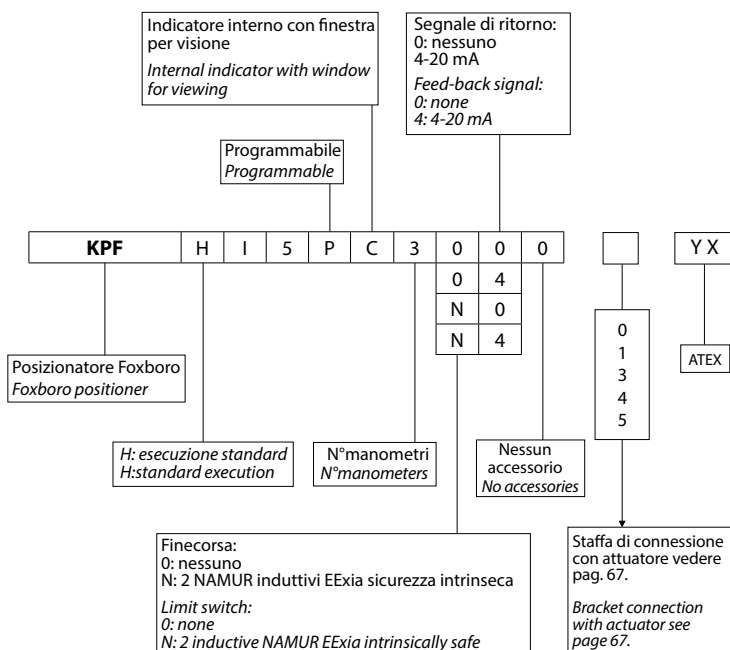 Indicatore interno con finestra
per visione
Internal indicator with window
for viewing
Segnale di ritorno:
0: nessuno
4-20 mA
Feed-back signal:
0: none
4: 4-20 mA
Programmabile
Programmable
KPF H I 5 P C 3 0 0 0 Y X
0 4
N 0
N 4
0
1
3
4
5
ATEX
Posizionatore Foxboro
Foxboro positioner
H: esecuzione standard
H:standard execution
N°manometri
N°manometers
Nessun
accessorio
No accessories
Finecorsa:
0: nessuno
N: 2 NAMUR induttivi EExia sicurezza intrinseca
Limit switch:
0: none
N: 2 inductive NAMUR EExia intrinsically safe
Staffa di connessione
con attuatore vedere
pag. 67.
Bracket connection
with actuator see
page 67.